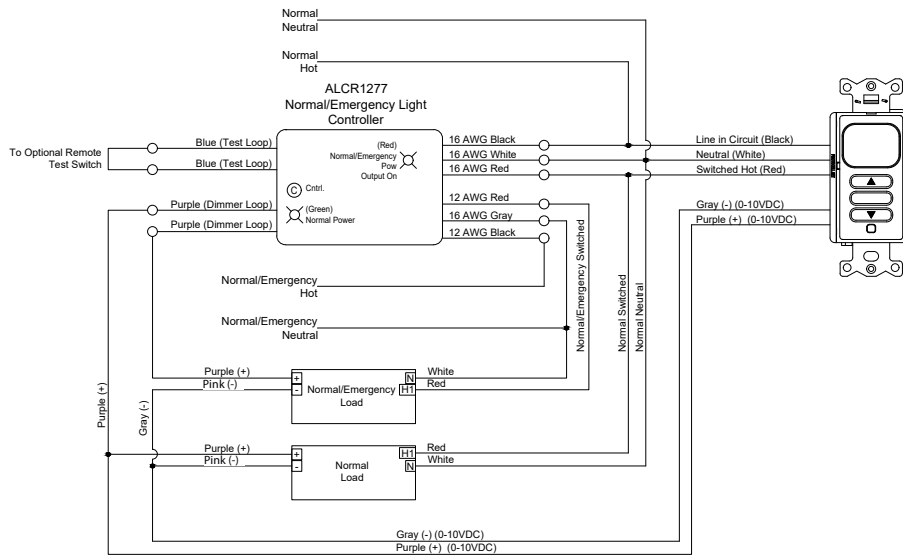 Normal
Neutral
Normal
Hot
ALCR1277
Normal/Emergency Light
Controller
To Optional Remote
Test Switch
Blue (Test Loop)
Blue (Test Loop)
Purple (Dimmer Loop)
Purple (Dimmer Loop)
(Red)
Normal/Emergency
Pow
Output On
C Cntrl.
(Green)
Normal Power
16 AWG Black
16 AWG White
16 AWG Red
12 AWG Red
16 AWG Gray
12 AWG Black
Line in Circuit (Black)
Neutral (White)
Switched Hot (Red)
Gray (-) (0-10VDC)
Purple (+) (0-10VDC)
Normal/Emergency
Hot
Normal/Emergency
Neutral
Normal/Emergency Switched
Normal Switched
Normal Neutral
Purple (+)
Gray (-)
Purple (+)
Pink (-)
+
-
Normal/Emergency
Load
N
H1
White
Red
Purple (+)
Pink (-)
+
-
Normal
Load
H1
N
Red
White
Gray (-) (0-10VDC)
Purple (+) (0-10VDC)